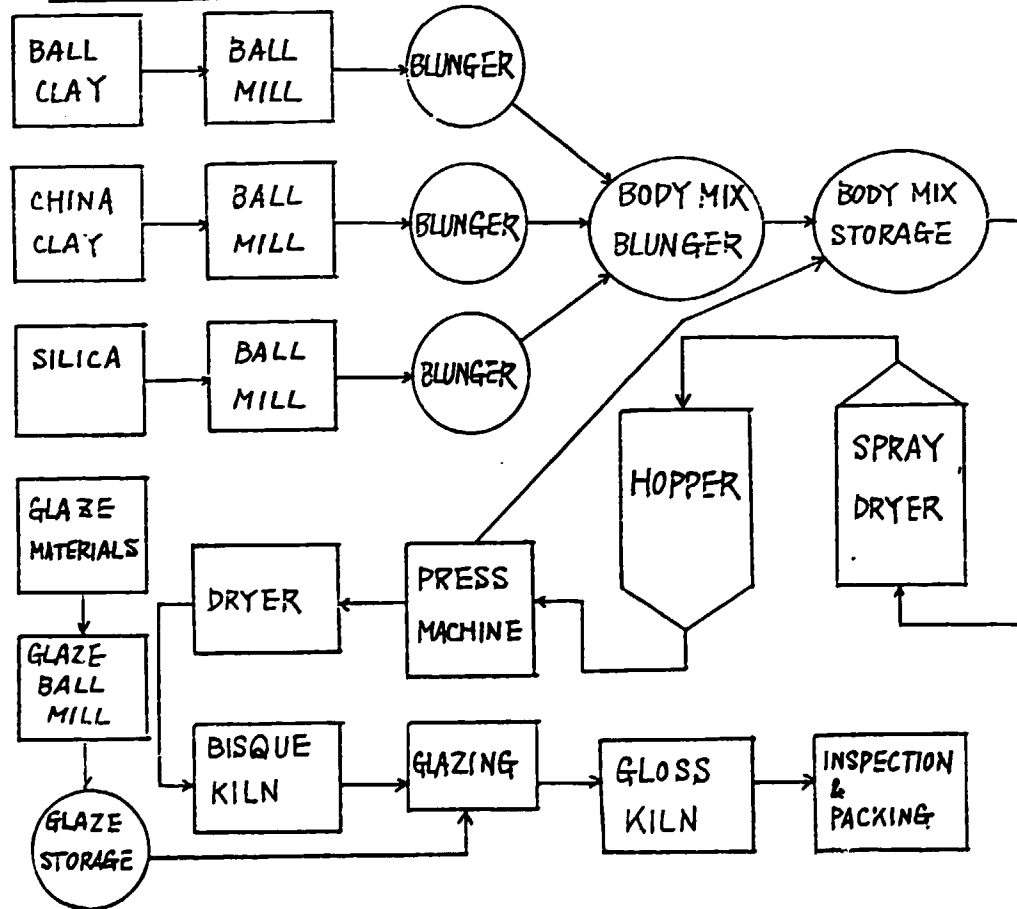 BALL
CLAY
BALL
MILL
BLUNGER
CHINA
CLAY
BALL
MILL
BLUNGER
BODY MIX
BLUNGER
BODY MIX
STORAGE
SILICA
BALL
MILL
BLUNGER
HOPPER
SPRAY
DRYER
GLAZE
MATERIALS
DRYER
PRESS
MACHINE
GLAZE
BALL
MILL
BISQUE
KILN
GLAZING
GLOSS
KILN
INSPECTION
&
PACKING
GLAZE
STORAGE